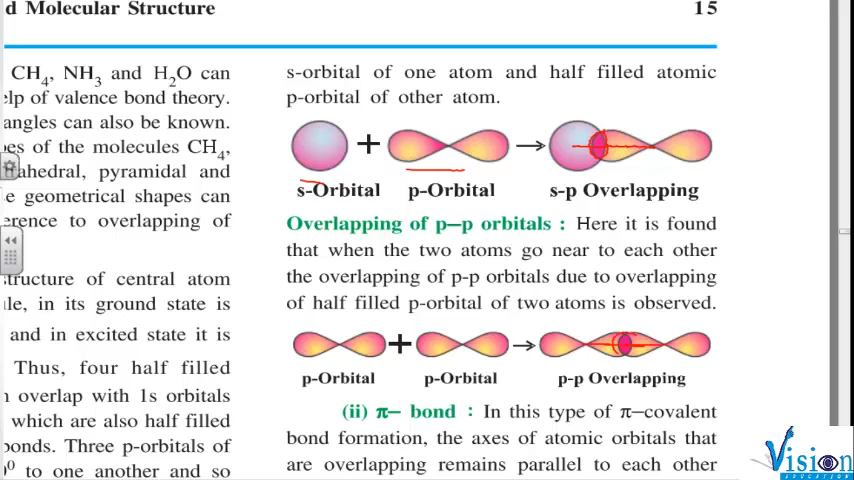 d Molecular Structure 15
CH4, NH3 and H2O can
elp of valence bond theory.
angles can also be known.
pes of the molecules CH4,
rahedral, pyramidal and
se geometrical shapes can
erence to overlapping of
structure of central atom
ule, in its ground state is
and in excited state it is
Thus, four half filled
n overlap with 1s orbitals
which are also half filled
bonds. Three p-orbitals of
0⁰ to one another and so
s-orbital of one atom and half filled atomic
p-orbital of other atom.
s-Orbital p-Orbital s-p Overlapping
Overlapping of p–p orbitals : Here it is found
that when the two atoms go near to each other
the overlapping of p-p orbitals due to overlapping
of half filled p-orbital of two atoms is observed.
p-Orbital p-Orbital p-p Overlapping
(ii) π– bond : In this type of π–covalent
bond formation, the axes of atomic orbitals that
are overlapping remains parallel to each other
Vision
EDUCATION